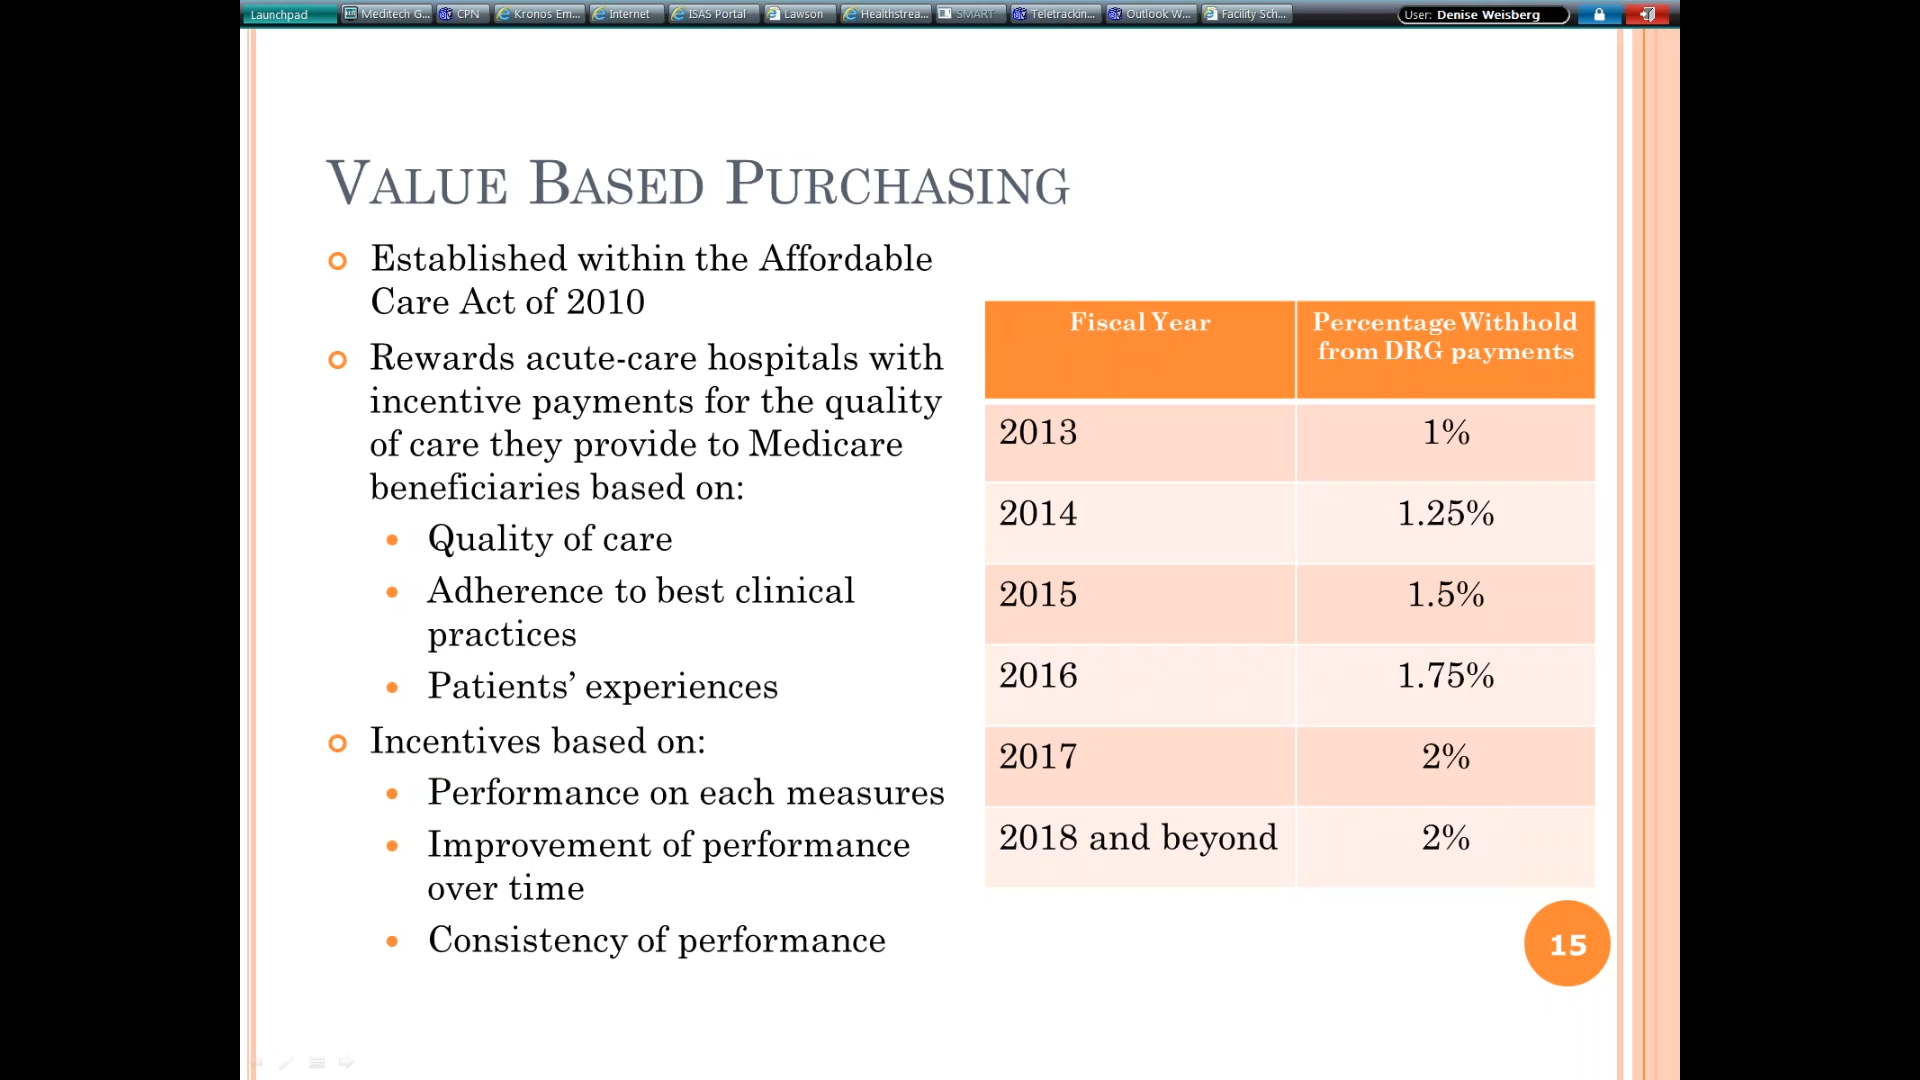 Launchpad Meditech G... CPN Kronos Em... Internet ISAS Portal Lawson Healthstrea... SMART Teletrackin... Outlook W... Facility Sch... User: Denise Weisberg
VALUE BASED PURCHASING
Established within the Affordable
Care Act of 2010
Rewards acute-care hospitals with
incentive payments for the quality
of care they provide to Medicare
beneficiaries based on:
Quality of care
Adherence to best clinical
practices
Patients’ experiences
Incentives based on:
Performance on each measures
Improvement of performance
over time
Consistency of performance
Fiscal Year Percentage Withhold
from DRG payments
2013 1%
2014 1.25%
2015 1.5%
2016 1.75%
2017 2%
2018 and beyond 2%
15